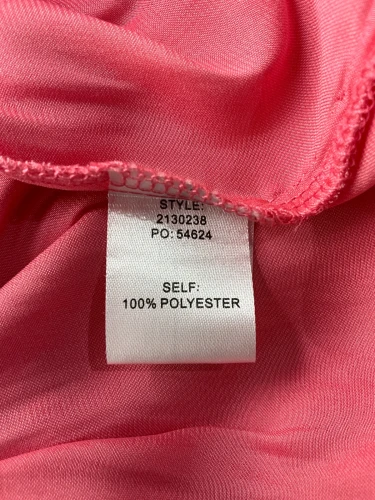 STYLE:
2130238
PO: 54624
SELF:
100% POLYESTER